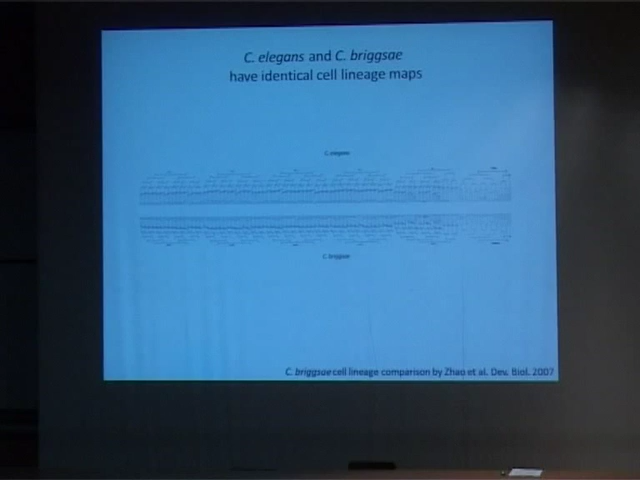 C. elegans and C. briggsae
have identical cell lineage maps
C. elegans
C. briggsae
C. briggsae cell lineage comparison by Zhao et al. Dev. Biol. 2007